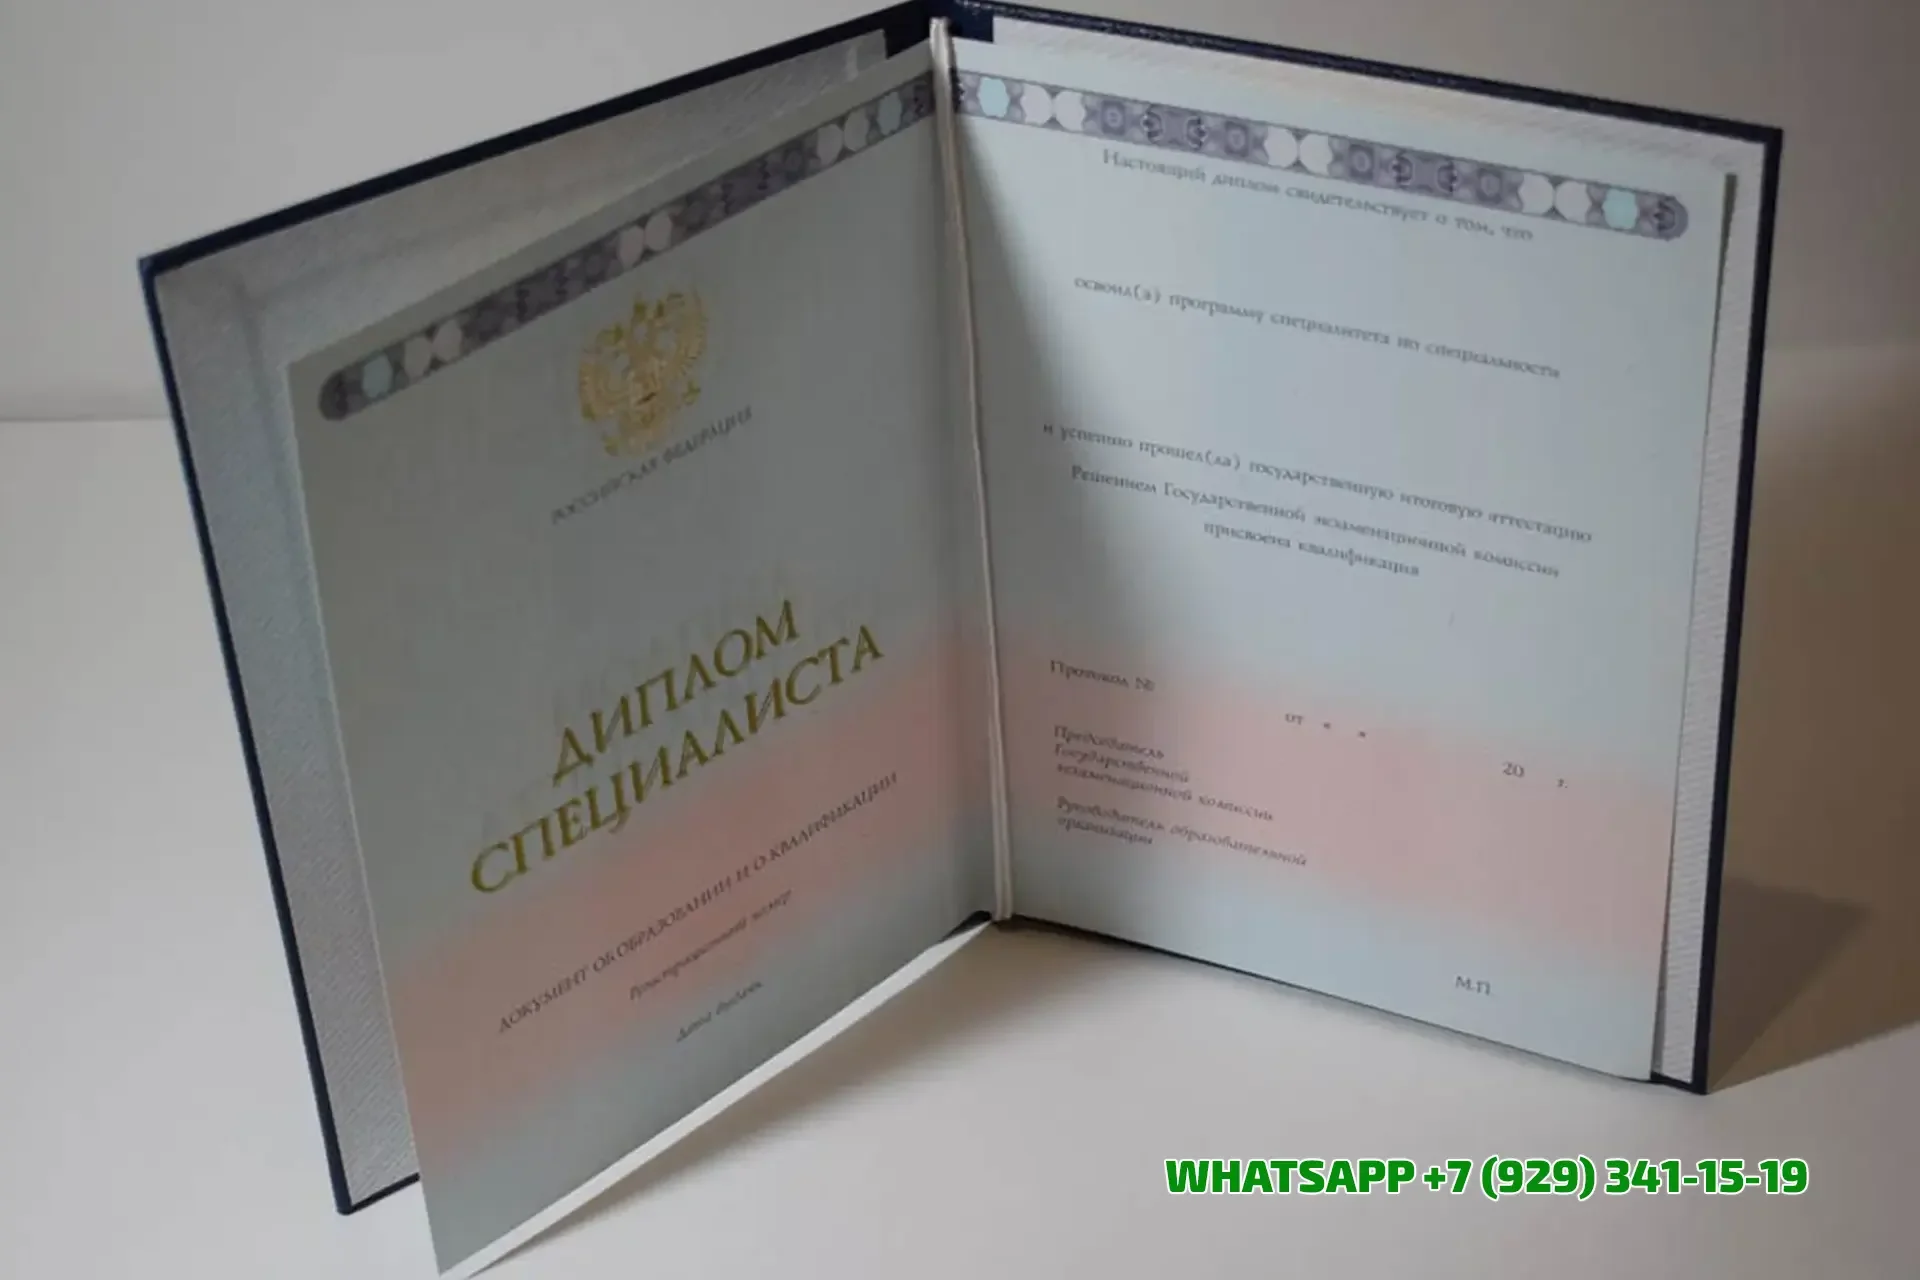 РОССИЙСКАЯ ФЕДЕРАЦИЯ
ДИПЛОМ
СПЕЦИАЛИСТА
ДОКУМЕНТ ОБ ОБРАЗОВАНИИ И О КВАЛИФИКАЦИИ
Регистрационный номер
Дата выдачи
Настоящий диплом свидетельствует о том, что
освоил(а) программу специалитета по специальности
и успешно прошел(ла) государственную итоговую аттестацию
Решением Государственной экзаменационной комиссии
присвоена квалификация
Протокол №
от « »
20 г.
Председатель
Государственной
экзаменационной комиссии
Руководитель образовательной
организации
М.П.
WHATSAPP +7 (929) 341-15-19